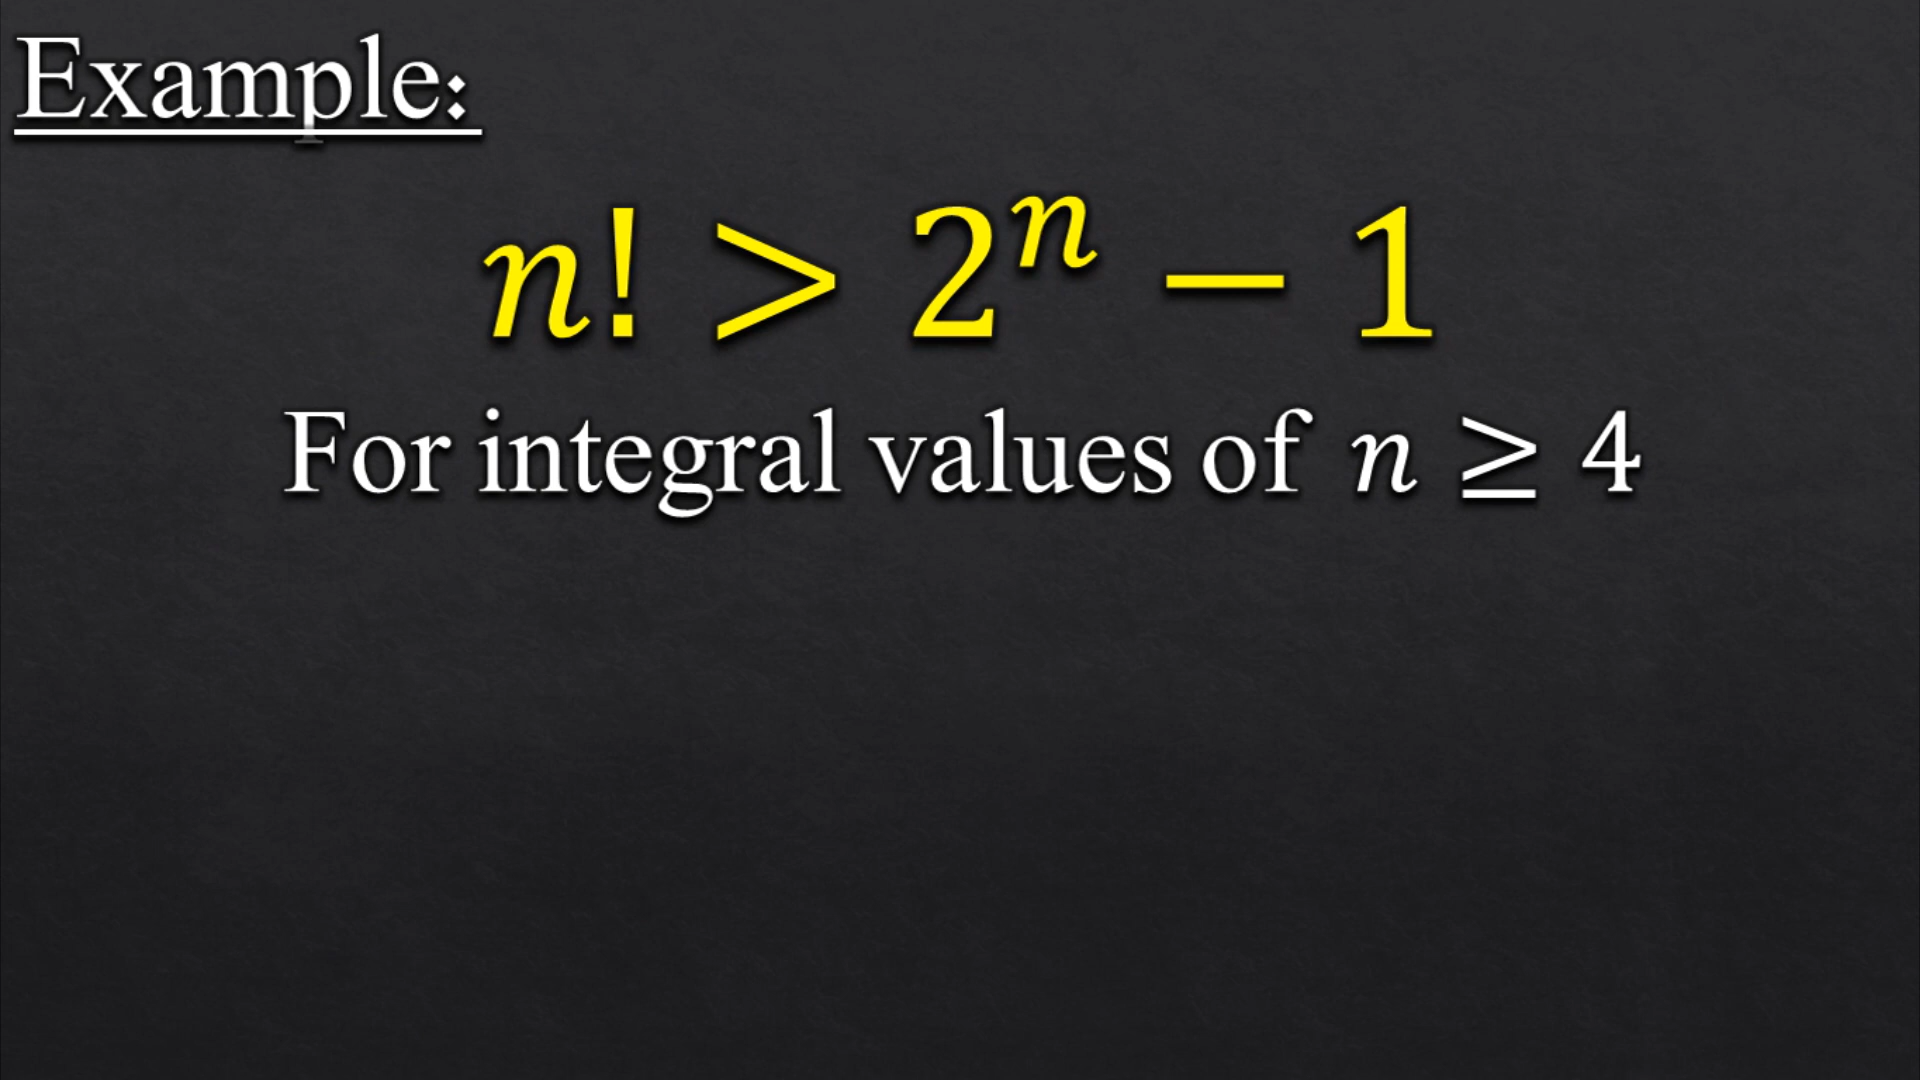 Example:
n! > 2ⁿ − 1
For integral values of n ≥ 4